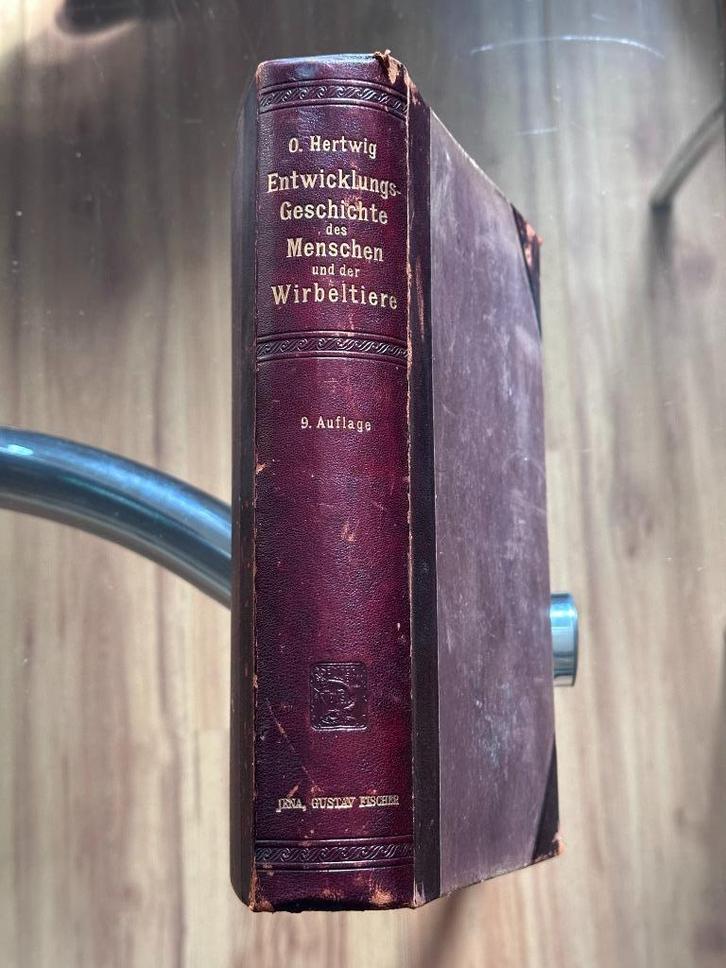 O. Hertwig
Entwicklungs-
Geschichte
des
Menschen
und der
Wirbeltiere
9. Auflage
JENA, GUSTAV FISCHER